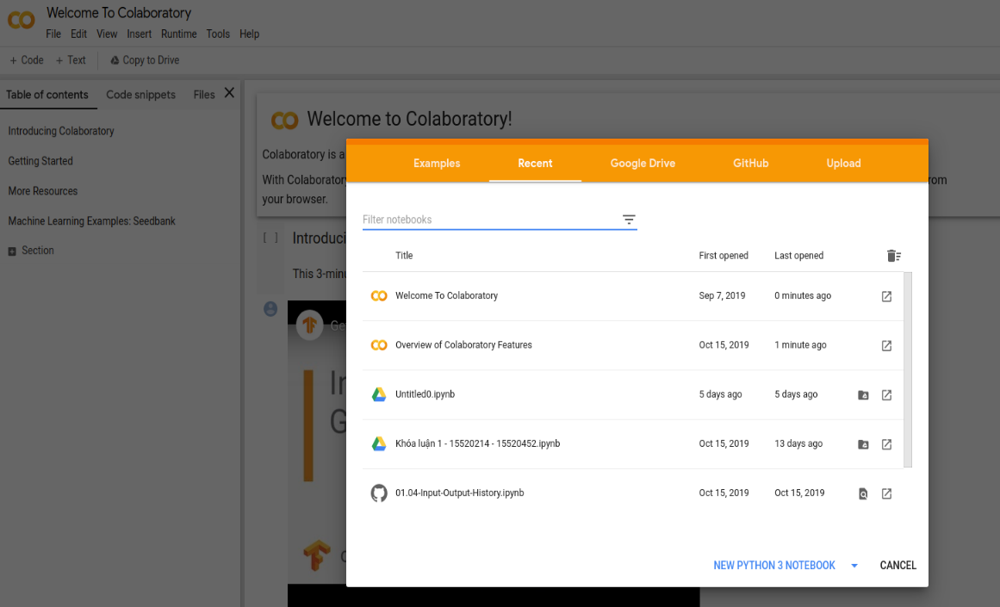 Welcome To Colaboratory
File Edit View Insert Runtime Tools Help
+ Code + Text Copy to Drive
Table of contents Code snippets Files
Introducing Colaboratory
Getting Started
More Resources
Machine Learning Examples: Seedbank
Section
Welcome to Colaboratory!
Colaboratory is a
With Colaboratory
your browser.
[ ] Introduci
This 3-minu
Ge
In
G
Examples Recent Google Drive GitHub Upload
Filter notebooks
Title First opened Last opened
Welcome To Colaboratory Sep 7, 2019 0 minutes ago
Overview of Colaboratory Features Oct 15, 2019 1 minute ago
Untitled0.ipynb 5 days ago 5 days ago
Khóa luận 1 - 15520214 - 15520452.ipynb Oct 15, 2019 13 days ago
01.04-Input-Output-History.ipynb Oct 15, 2019 Oct 15, 2019
NEW PYTHON 3 NOTEBOOK CANCEL